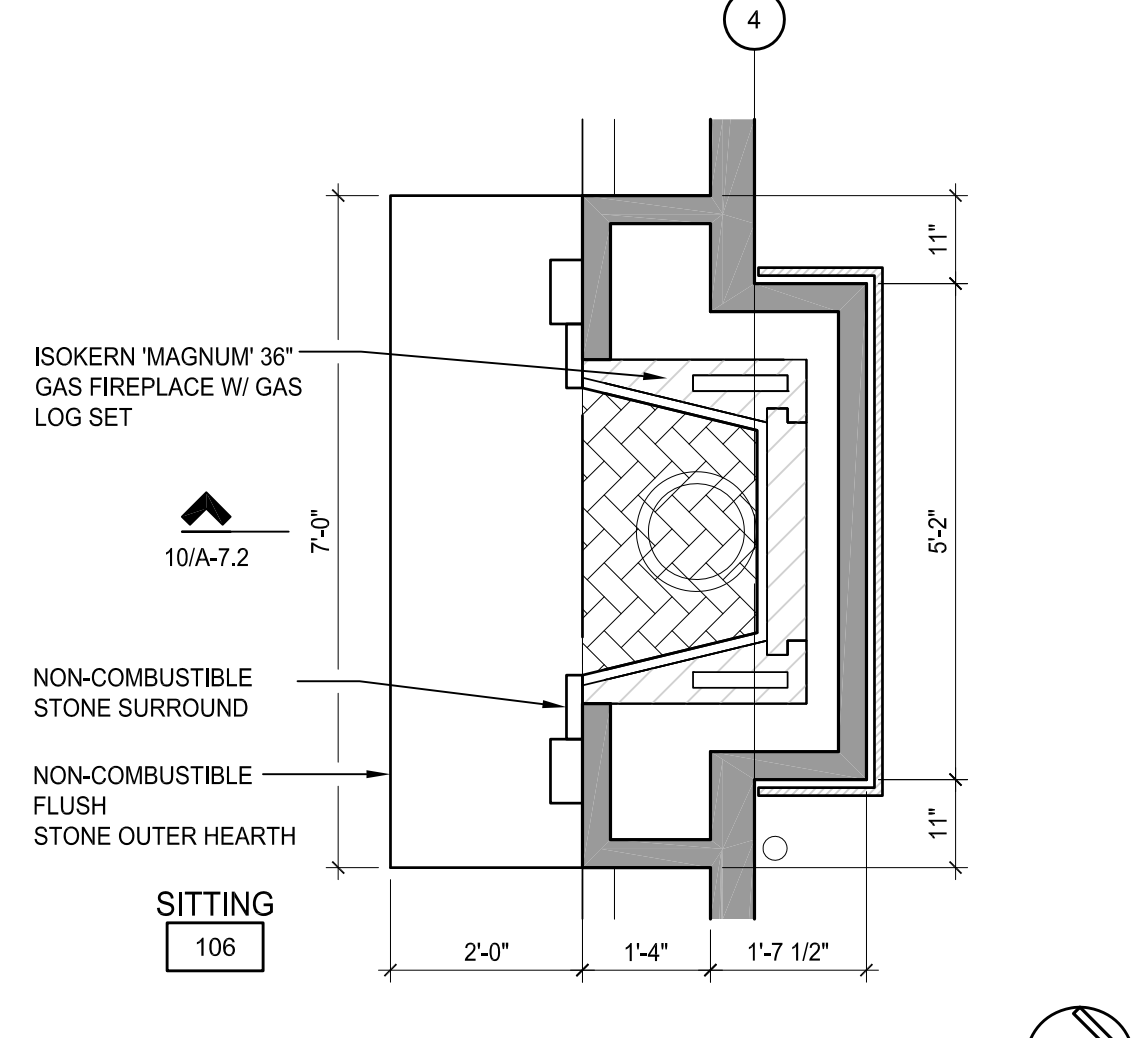 4
11"
ISOKERN 'MAGNUM' 36"
GAS FIREPLACE W/ GAS
LOG SET
10/A-7.2
7'-0"
5'-2"
NON-COMBUSTIBLE
STONE SURROUND
NON-COMBUSTIBLE
FLUSH
STONE OUTER HEARTH
11"
SITTING
106
2'-0"
1'-4"
1'-7 1/2"